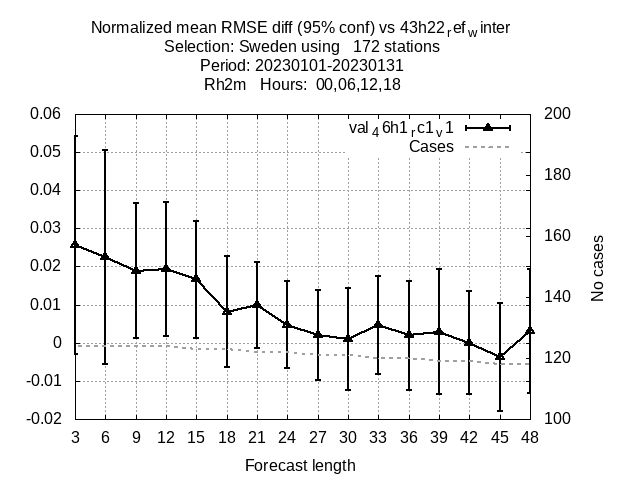 Normalized mean RMSE diff (95% conf) vs 43h22refwinter
Selection: Sweden using   172 stations
Period: 20230101-20230131
Rh2m   Hours:  00,06,12,18
0.06 200
val46h1rc1v1
Cases
0.05
180
0.04
0.03
160
0.02
0.01
140
0
120
-0.01
-0.02 100
3 6 9 12 15 18 21 24 27 30 33 36 39 42 45 48
Forecast length
No cases